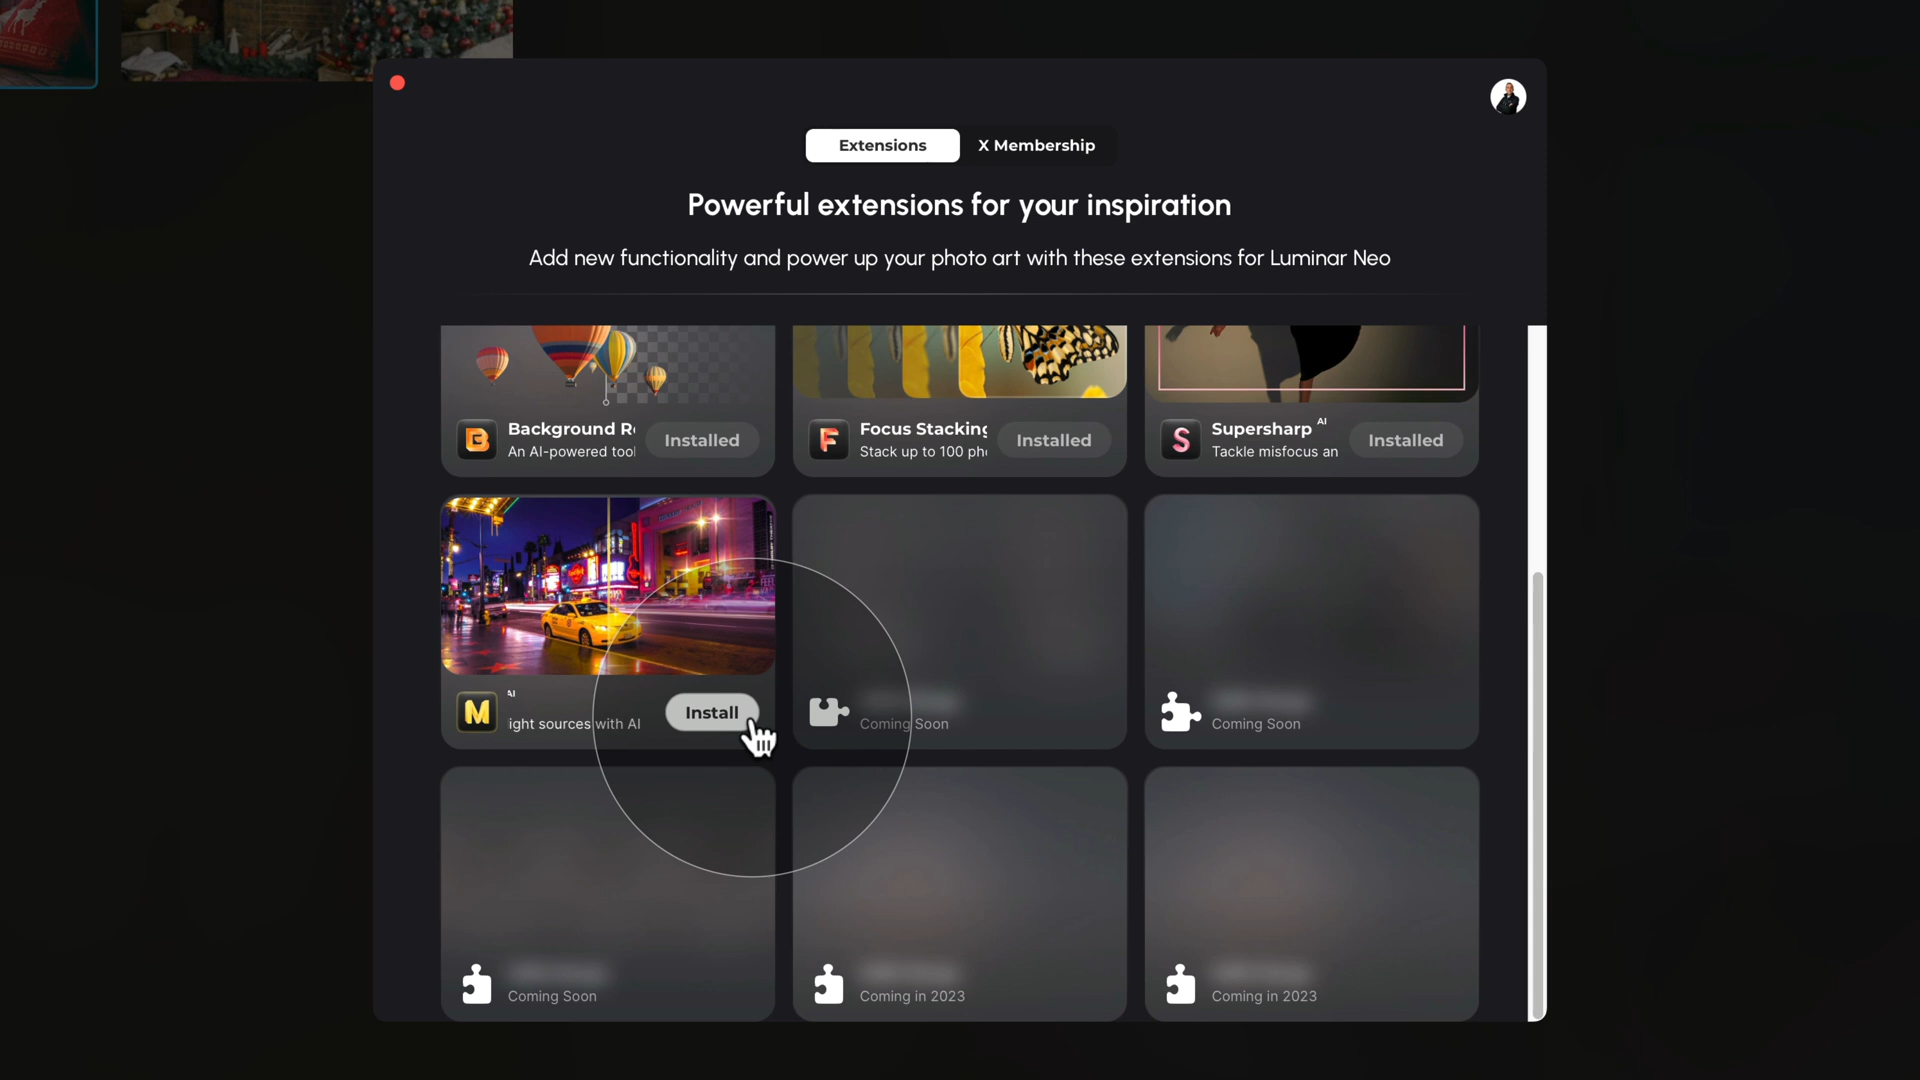 Extensions
X Membership
Powerful extensions for your inspiration
Add new functionality and power up your photo art with these extensions for Luminar Neo
B
Background R
An AI-powered tool
Installed
F
Focus Stacking
Stack up to 100 ph
Installed
S
Supersharp AI
Tackle misfocus an
Installed
M
AI
ight sources with AI
Install
Coming Soon
Coming Soon
Coming Soon
Coming in 2023
Coming in 2023